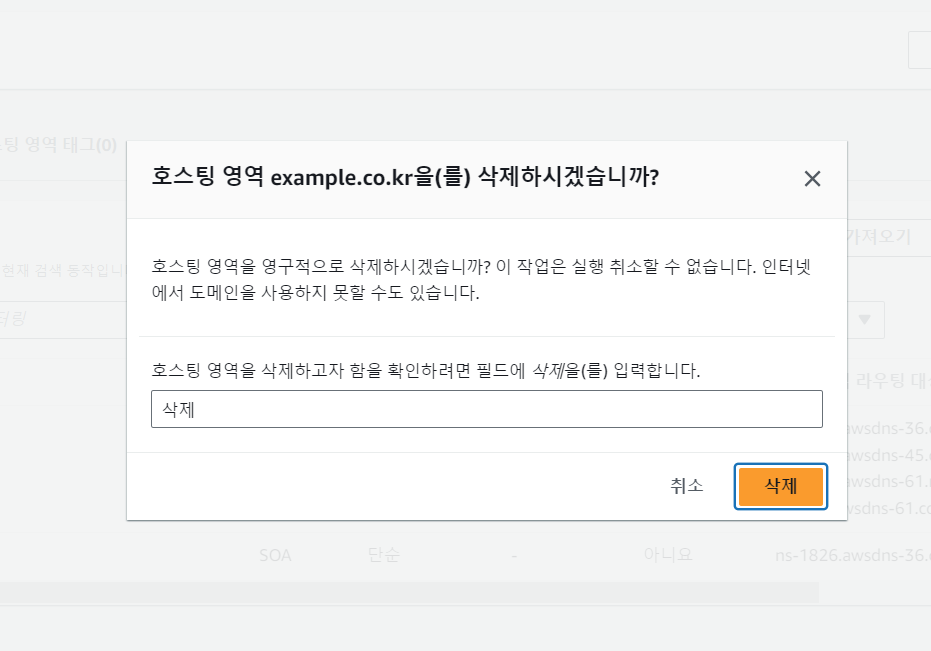 팅 영역 태그(0)
호스팅 영역 example.co.kr을(를) 삭제하시겠습니까?
가져오기
현재 검색 동작입니
호스팅 영역을 영구적으로 삭제하시겠습니까? 이 작업은 실행 취소할 수 없습니다. 인터넷
에서 도메인을 사용하지 못할 수도 있습니다.
터링
호스팅 영역을 삭제하고자 함을 확인하려면 필드에 삭제을(를) 입력합니다.
라우팅 대
삭제
awsdns-36.
awsdns-45.
취소
삭제
awsdns-61.
wsdns-61.co
SOA 단순 - 아니요 ns-1826.awsdns-36.